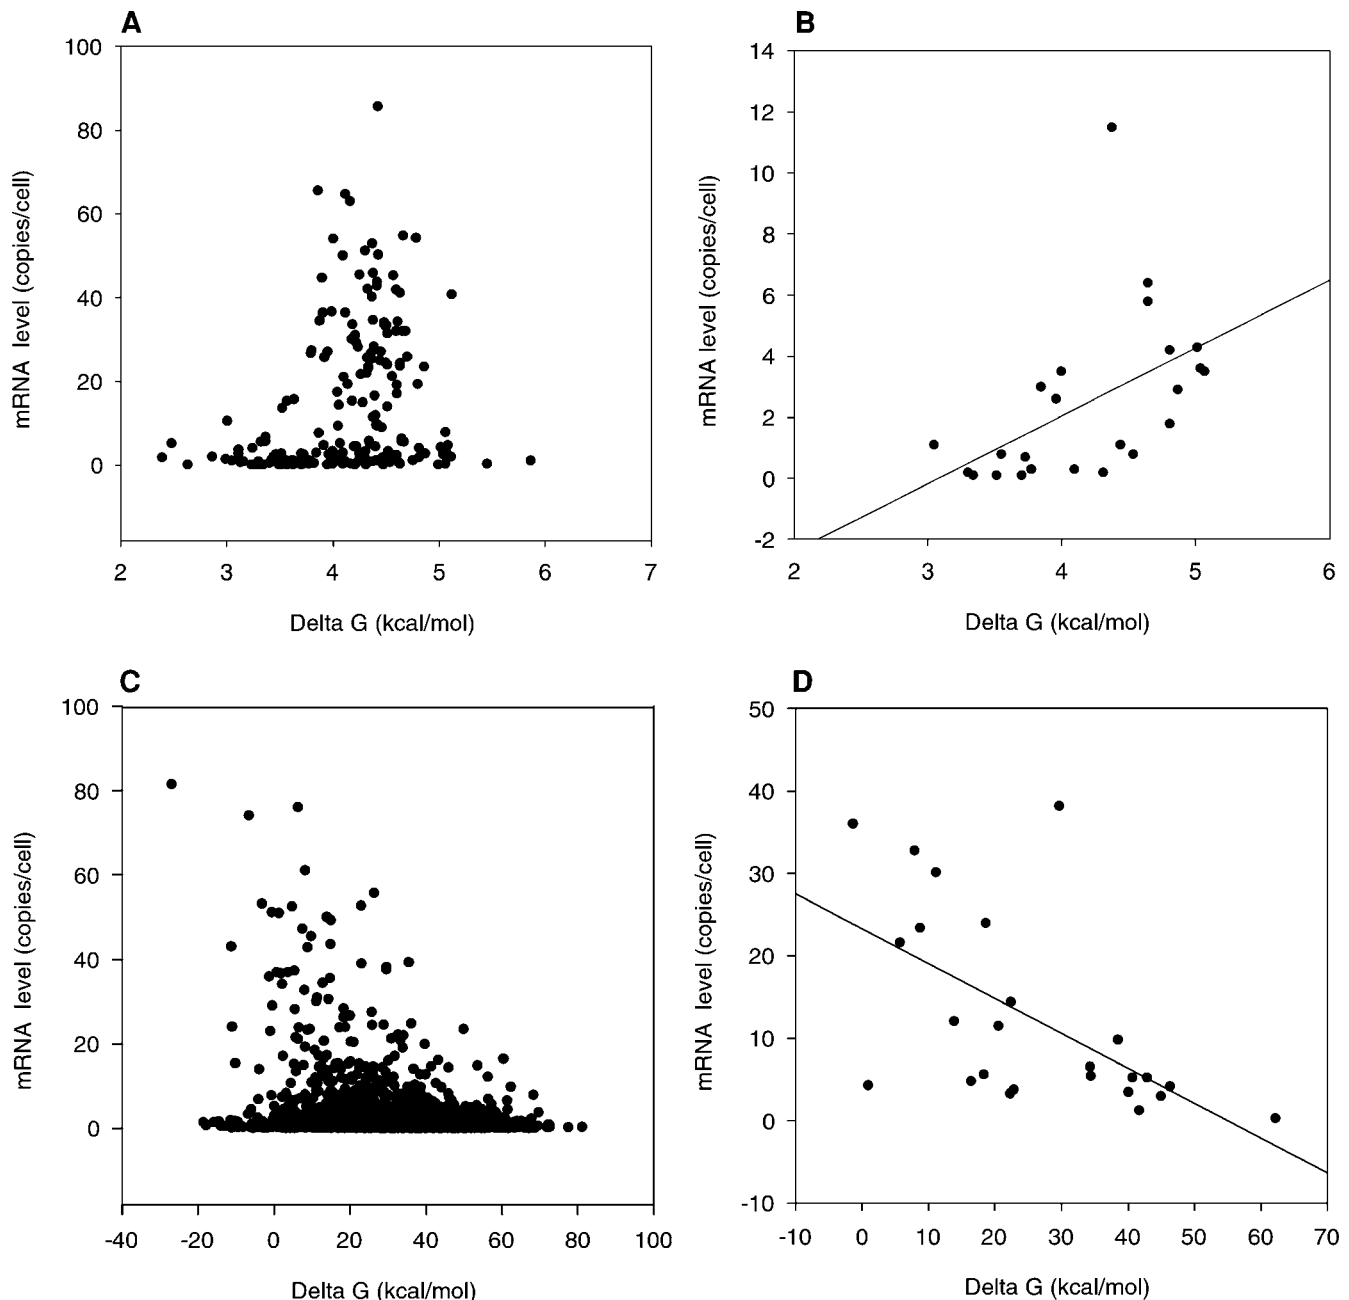 A
100
80
60
40
20
0
2 3 4 5 6 7
mRNA level (copies/cell)
Delta G (kcal/mol)
B
14
12
10
8
6
4
2
0
-2
2 3 4 5 6
mRNA level (copies/cell)
Delta G (kcal/mol)
C
100
80
60
40
20
0
-40 -20 0 20 40 60 80 100
mRNA level (copies/cell)
Delta G (kcal/mol)
D
50
40
30
20
10
0
-10
-10 0 10 20 30 40 50 60 70
mRNA level (copies/cell)
Delta G (kcal/mol)